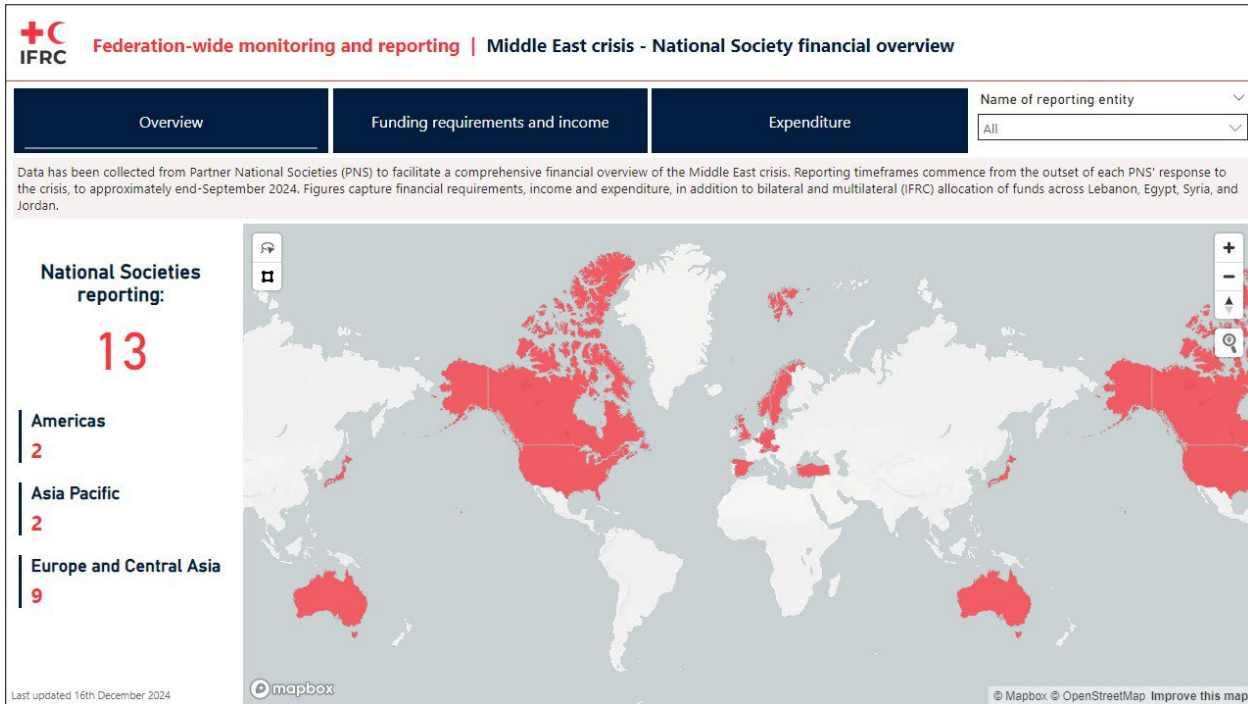 IFRC
Federation-wide monitoring and reporting | Middle East crisis - National Society financial overview
Overview
Funding requirements and income
Expenditure
Name of reporting entity
All
Data has been collected from Partner National Societies (PNS) to facilitate a comprehensive financial overview of the Middle East crisis. Reporting timeframes commence from the outset of each PNS' response to
the crisis, to approximately end-September 2024. Figures capture financial requirements, income and expenditure, in addition to bilateral and multilateral (IFRC) allocation of funds across Lebanon, Egypt, Syria, and
Jordan.
National Societies
reporting:
13
Americas
2
Asia Pacific
2
Europe and Central Asia
9
Last updated 16th December 2024
mapbox
© Mapbox © OpenStreetMap Improve this map